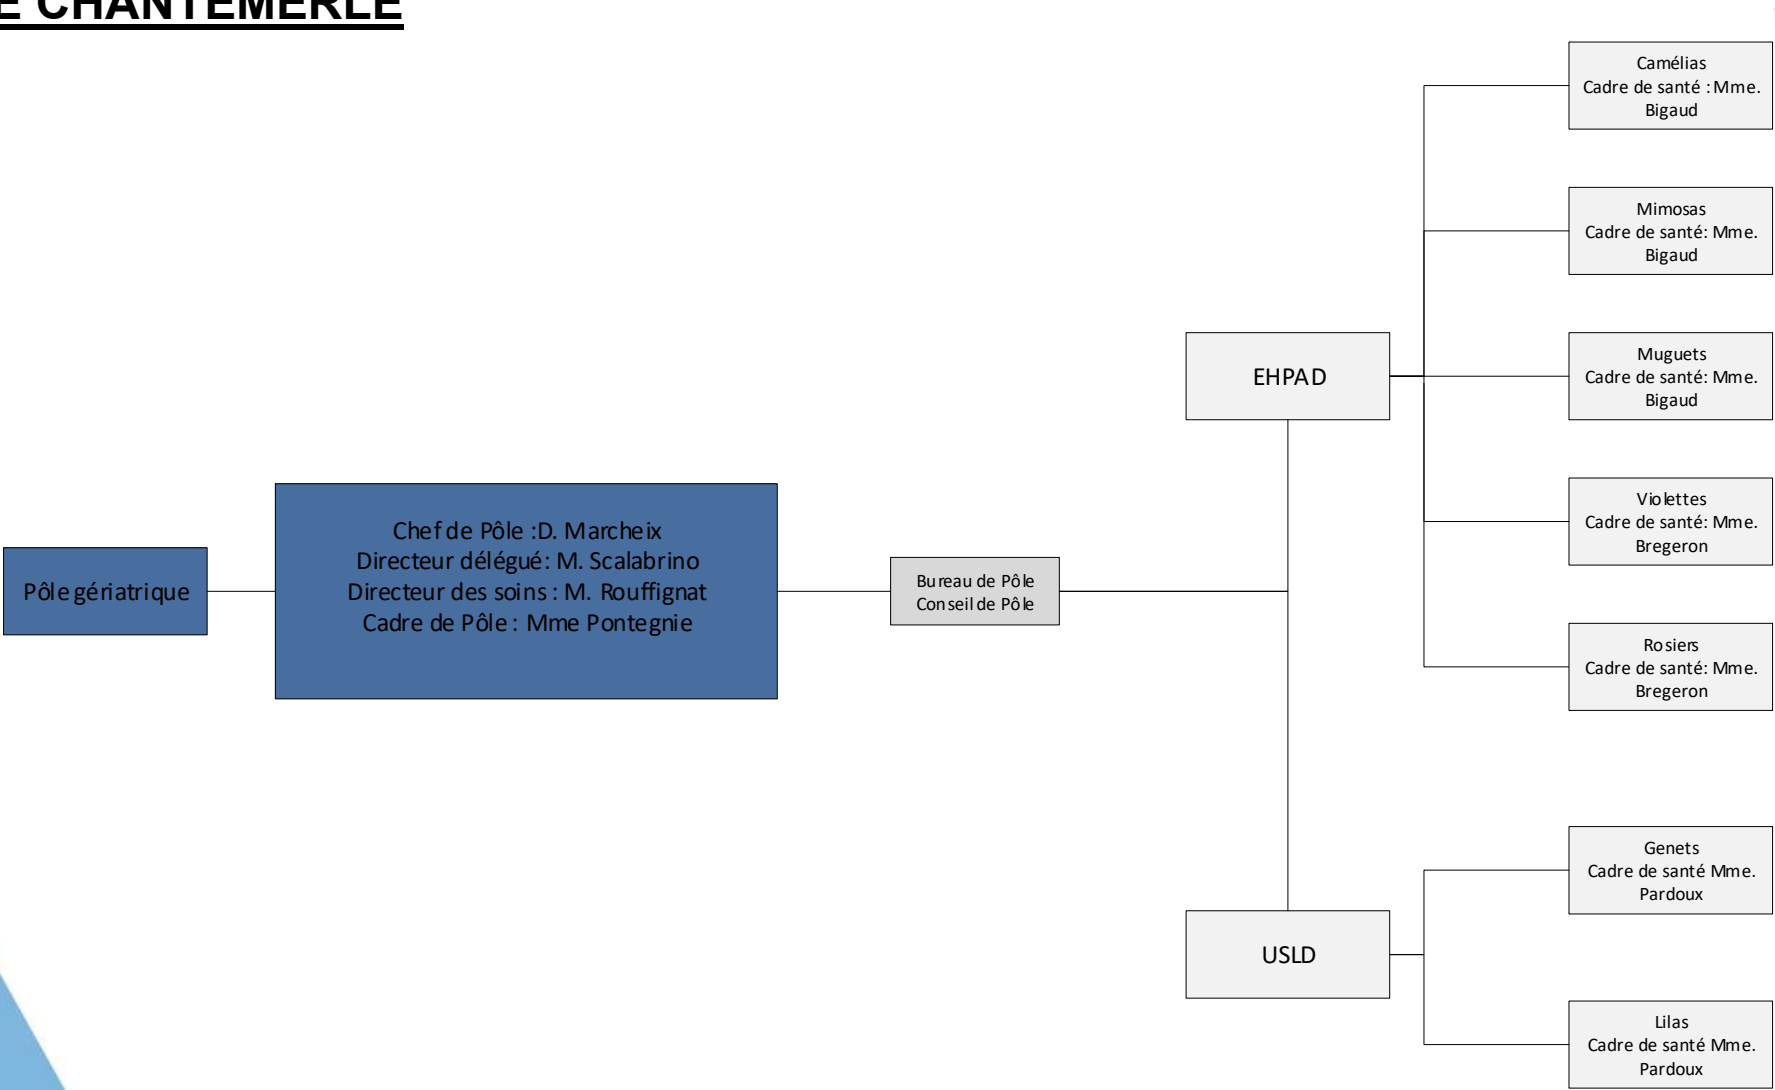 E CHANTEMERLE
Pôle gériatrique
Chef de Pôle :D. Marcheix
Directeur délégué: M. Scalabrino
Directeur des soins : M. Rouffignat
Cadre de Pôle : Mme Pontegnie
Bureau de Pôle
Conseil de Pôle
EHPAD
Camélias
Cadre de santé : Mme.
Bigaud
Mimosas
Cadre de santé: Mme.
Bigaud
Muguets
Cadre de santé: Mme.
Bigaud
Violettes
Cadre de santé: Mme.
Bregeron
Rosiers
Cadre de santé: Mme.
Bregeron
USLD
Genets
Cadre de santé Mme.
Pardoux
Lilas
Cadre de santé Mme.
Pardoux